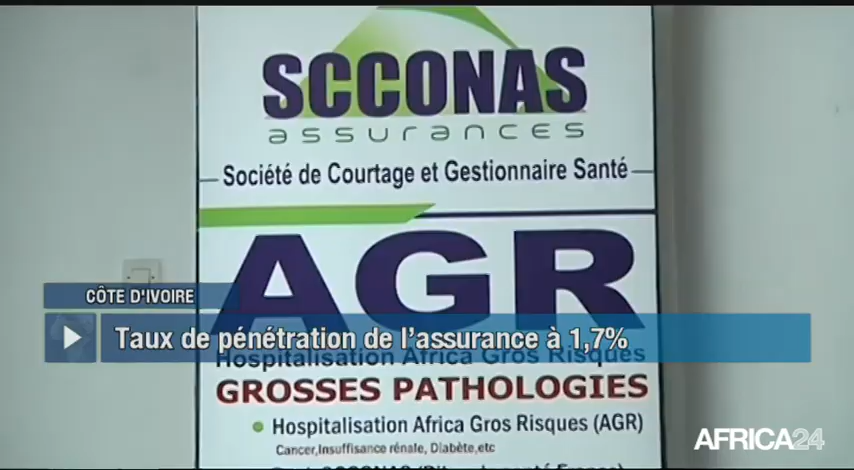 SCCONAS
assurances
Société de Courtage et Gestionnaire Santé
AGR
CÔTE D'IVOIRE
Taux de pénétration de l'assurance à 1,7%
Hospitalisation Africa Gros Risques
GROSSES PATHOLOGIES
Hospitalisation Africa Gros Risques (AGR)
Cancer,Insuffisance rénale, Diabète,etc
AFRICA24